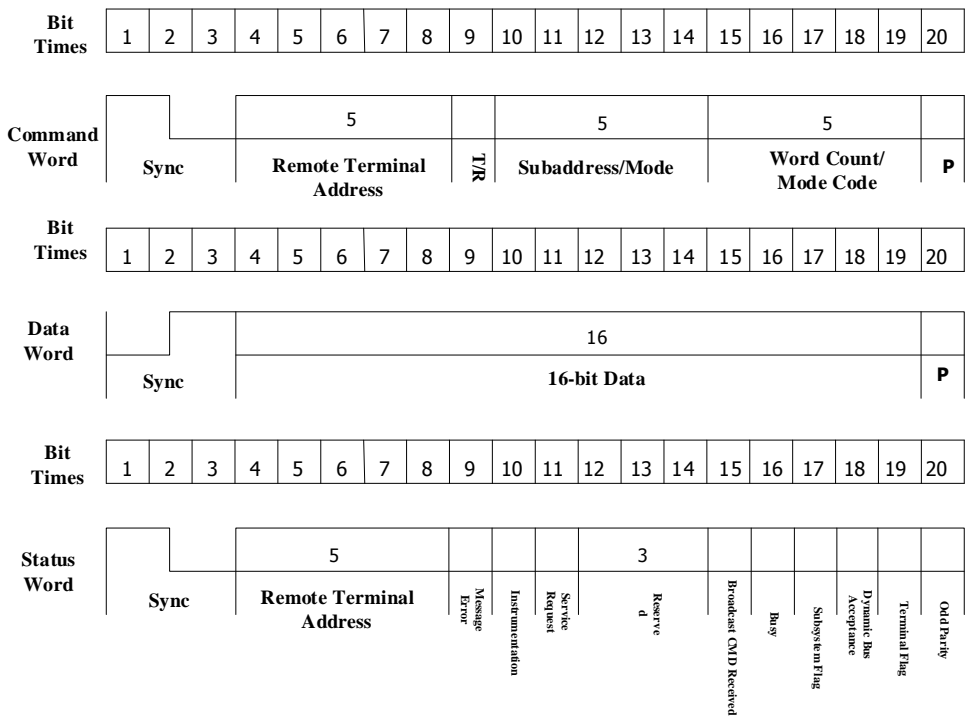 Bit
Times
1 2 3 4 5 6 7 8 9 10 11 12 13 14 15 16 17 18 19 20
Command
Word
5 5 5
Sync
Remote Terminal
Address
T/R
Subaddress/Mode
Word Count/
Mode Code
P
Bit
Times
1 2 3 4 5 6 7 8 9 10 11 12 13 14 15 16 17 18 19 20
Data
Word
16
Sync
16-bit Data
P
Bit
Times
1 2 3 4 5 6 7 8 9 10 11 12 13 14 15 16 17 18 19 20
Status
Word
5 3
Sync
Remote Terminal
Address
Message
Error
Instrumentation
Service
Request
Reserve
d
Broadcast CMD Received
Busy
Subsystem Flag
Dynamic Bus
Acceptance
Terminal Flag
Odd Parity